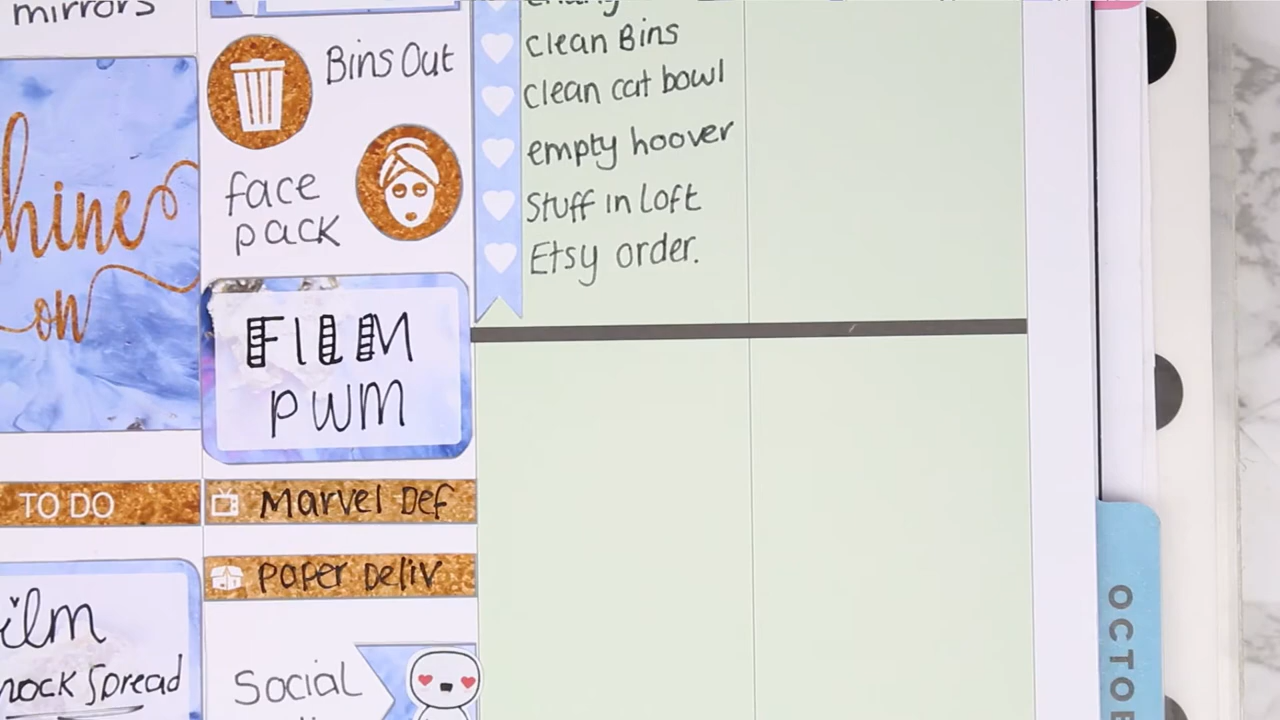 mirrors
hine
on
TO DO
ilm
nock Spread
Bins Out
face
pack
FILM
PWM
Marvel Def
Paper Deliv
Social
Clean Bins
Clean cat bowl
empty hoover
Stuff in Loft
Etsy order.
OCTOB